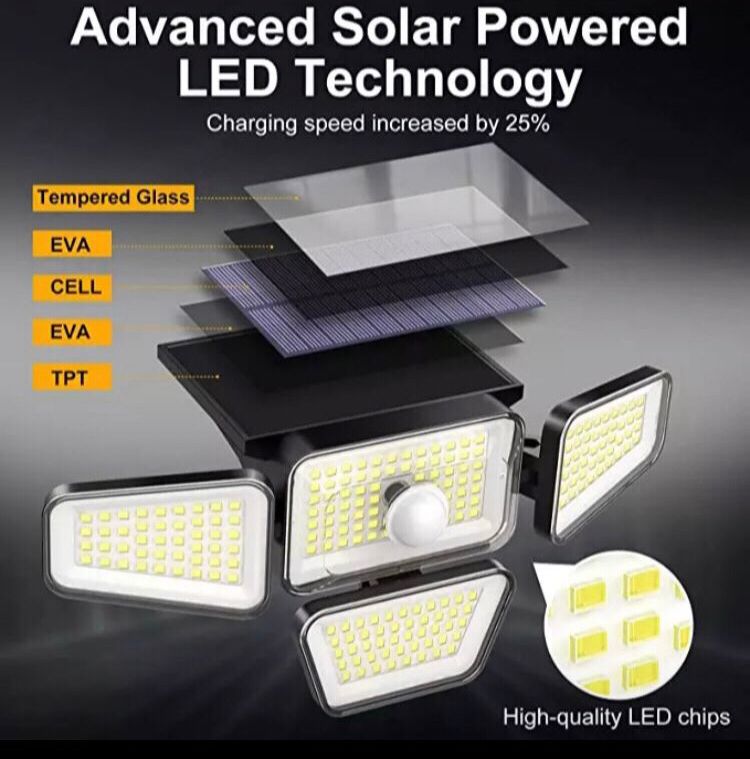 Advanced Solar Powered
LED Technology
Charging speed increased by 25%
Tempered Glass
EVA
CELL
EVA
TPT
High-quality LED chips